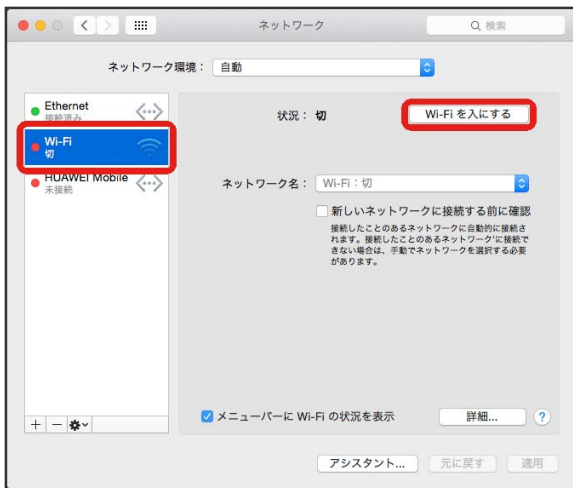 ネットワーク
検索
ネットワーク環境： 自動
Ethernet
接続済み
Wi-Fi
切
HUAWEI Mobile
未接続
状況： 切
Wi-Fi を入にする
ネットワーク名： Wi-Fi：切
新しいネットワークに接続する前に確認
接続したことのあるネットワークに自動的に接続さ
れます。接続したことのあるネットワークに接続で
きない場合は、手動でネットワークを選択する必要
があります。
メニューバーに Wi-Fi の状況を表示
詳細...
?
アシスタント...
元に戻す
適用